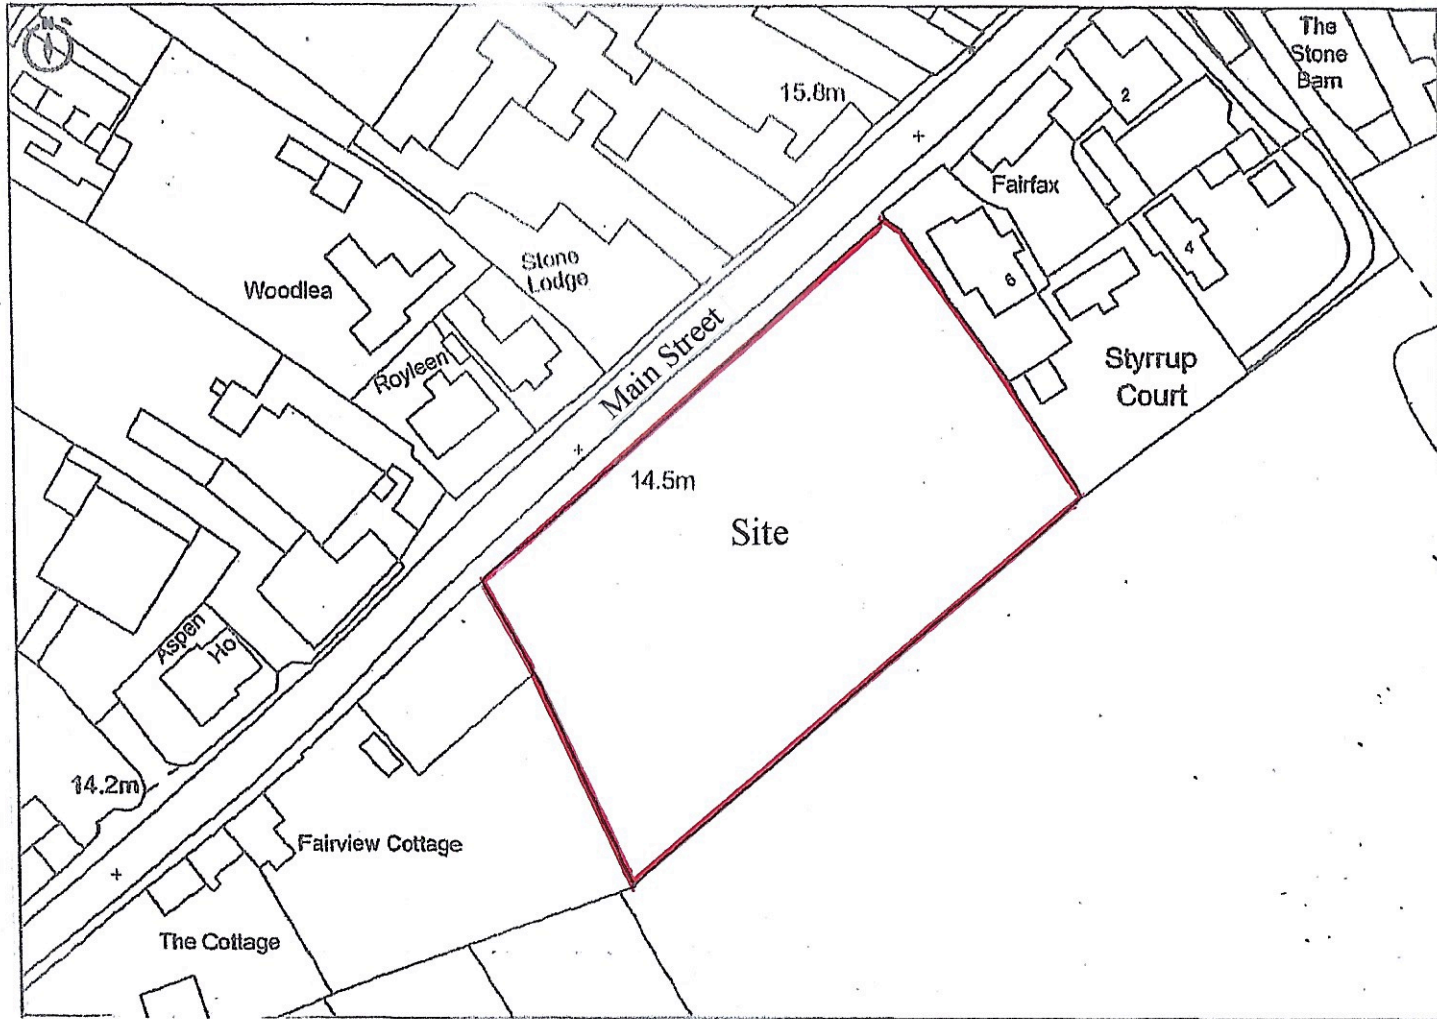 N
The
Stone
Barn
15.8m
2
Fairfax
Stone
Lodge
Woodlea
4
6
Main Street
Royleen
Styrrup
Court
14.5m
Site
Aspen
Ho
14.2m
Fairview Cottage
The Cottage